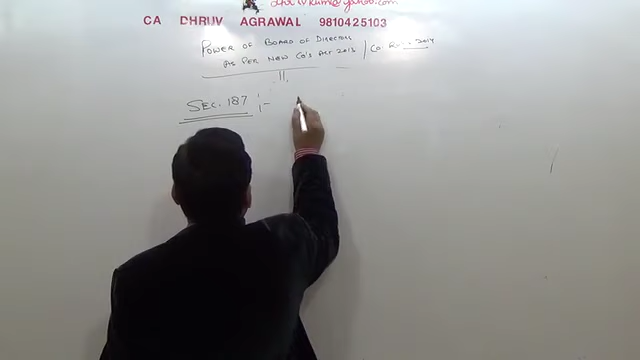 CA DHRUV AGRAWAL 9810425103
POWER OF BOARD OF DIRECTORS
AS PER NEW CO'S ACT 2013 / CO 2014
SEC. 187 :-